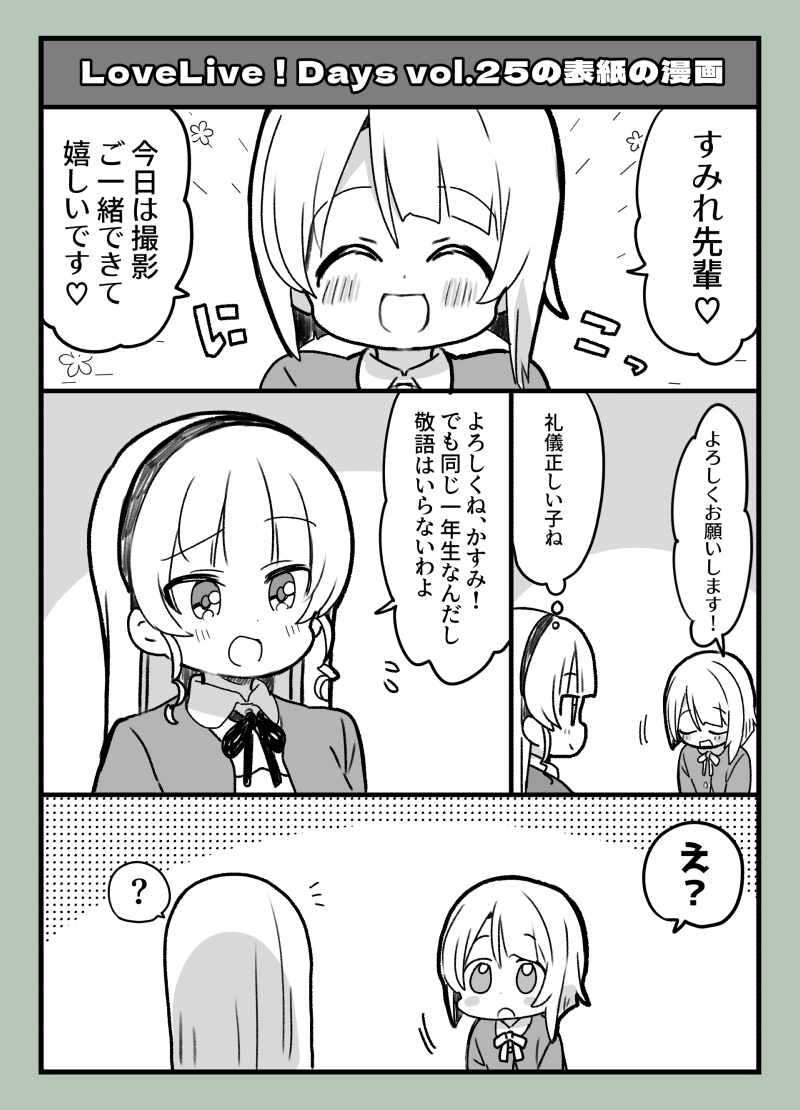 LoveLive！Days vol.25の表紙の漫画
すみれ先輩♡
今日は撮影
ご一緒できて
嬉しいです♡
にこっ
よろしくお願いします！
礼儀正しい子ね
よろしくね、かすみ！
でも同じ一年生なんだし
敬語はいらないわよ
え？
？